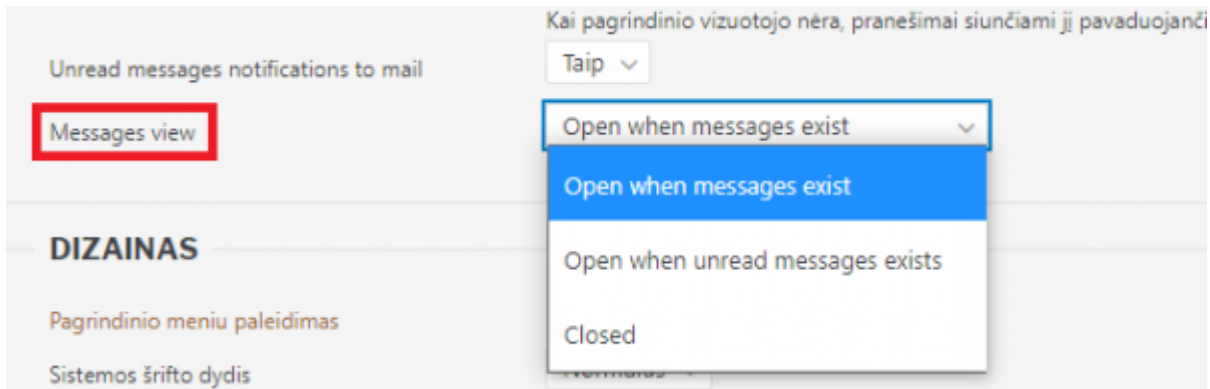 Kai pagrindinio vizuotojo nėra, pranešimai siunčiami jį
Unread messages notifications to mail Taip
Messages view Open when messages exist
Open when messages exist
DIZAINAS
Open when unread messages exists
Pagrindinio meniu paleidimas
Closed
Sistemos šrifto dydis